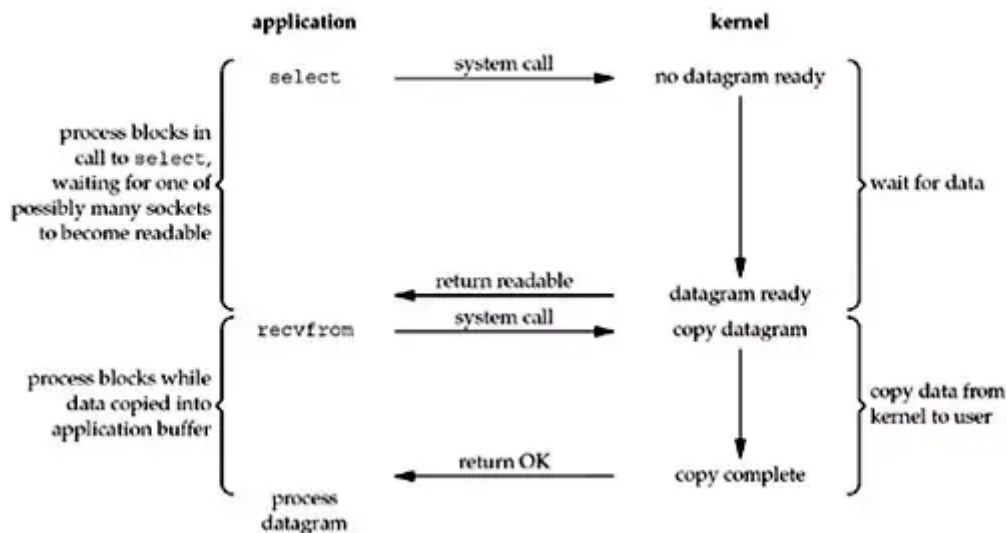 application
kernel
select
system call
no datagram ready
process blocks in
call to select,
waiting for one of
possibly many sockets
to become readable
wait for data
return readable
datagram ready
recvfrom
system call
copy datagram
process blocks while
data copied into
application buffer
copy data from
kernel to user
return OK
copy complete
process
datagram